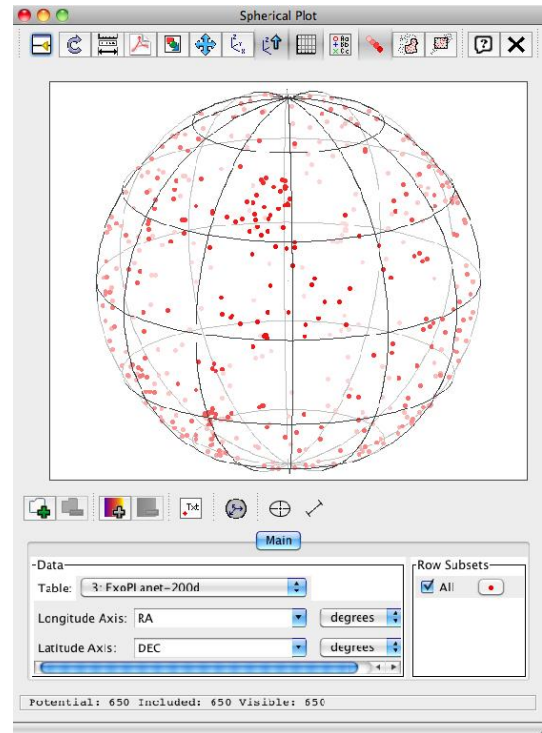 Spherical Plot
Main
Data
Table: 3: ExoPlanet-200d
Longitude Axis: RA degrees
Latitude Axis: DEC degrees
Row Subsets
All
Potential: 650 Included: 650 Visible: 650